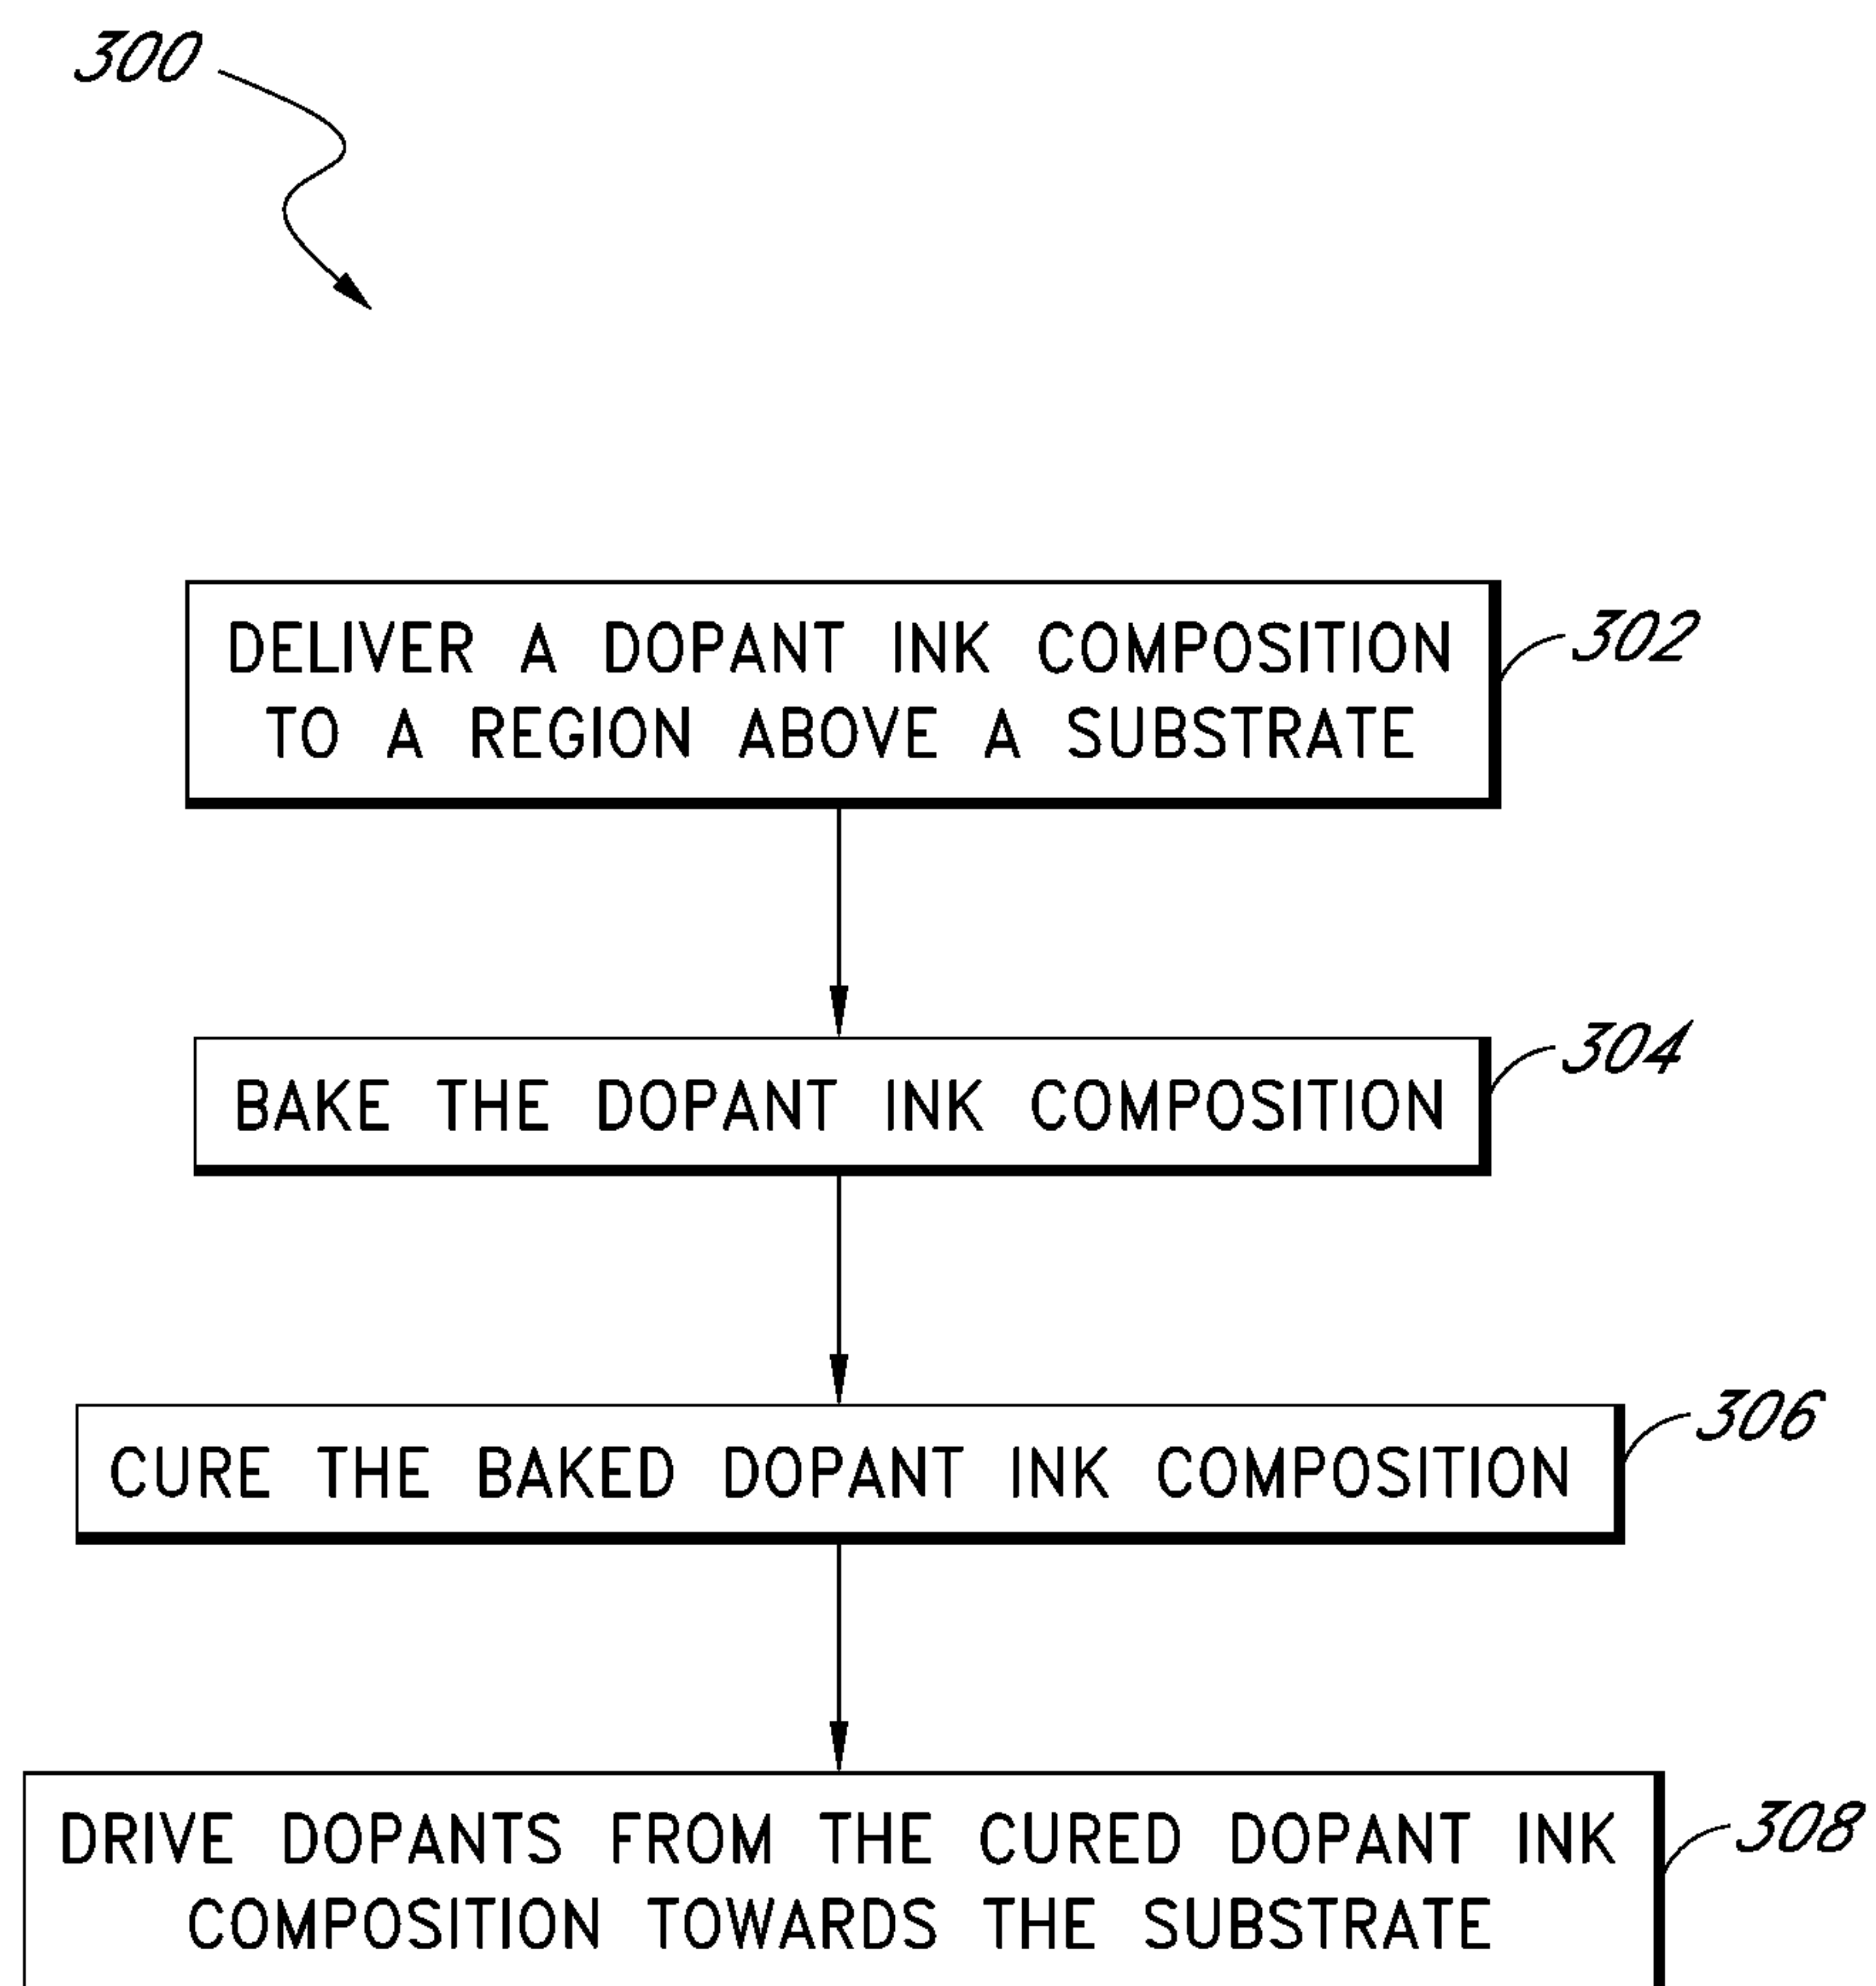 300
DELIVER A DOPANT INK COMPOSITION
TO A REGION ABOVE A SUBSTRATE
302
BAKE THE DOPANT INK COMPOSITION
304
CURE THE BAKED DOPANT INK COMPOSITION
306
DRIVE DOPANTS FROM THE CURED DOPANT INK
COMPOSITION TOWARDS THE SUBSTRATE
308